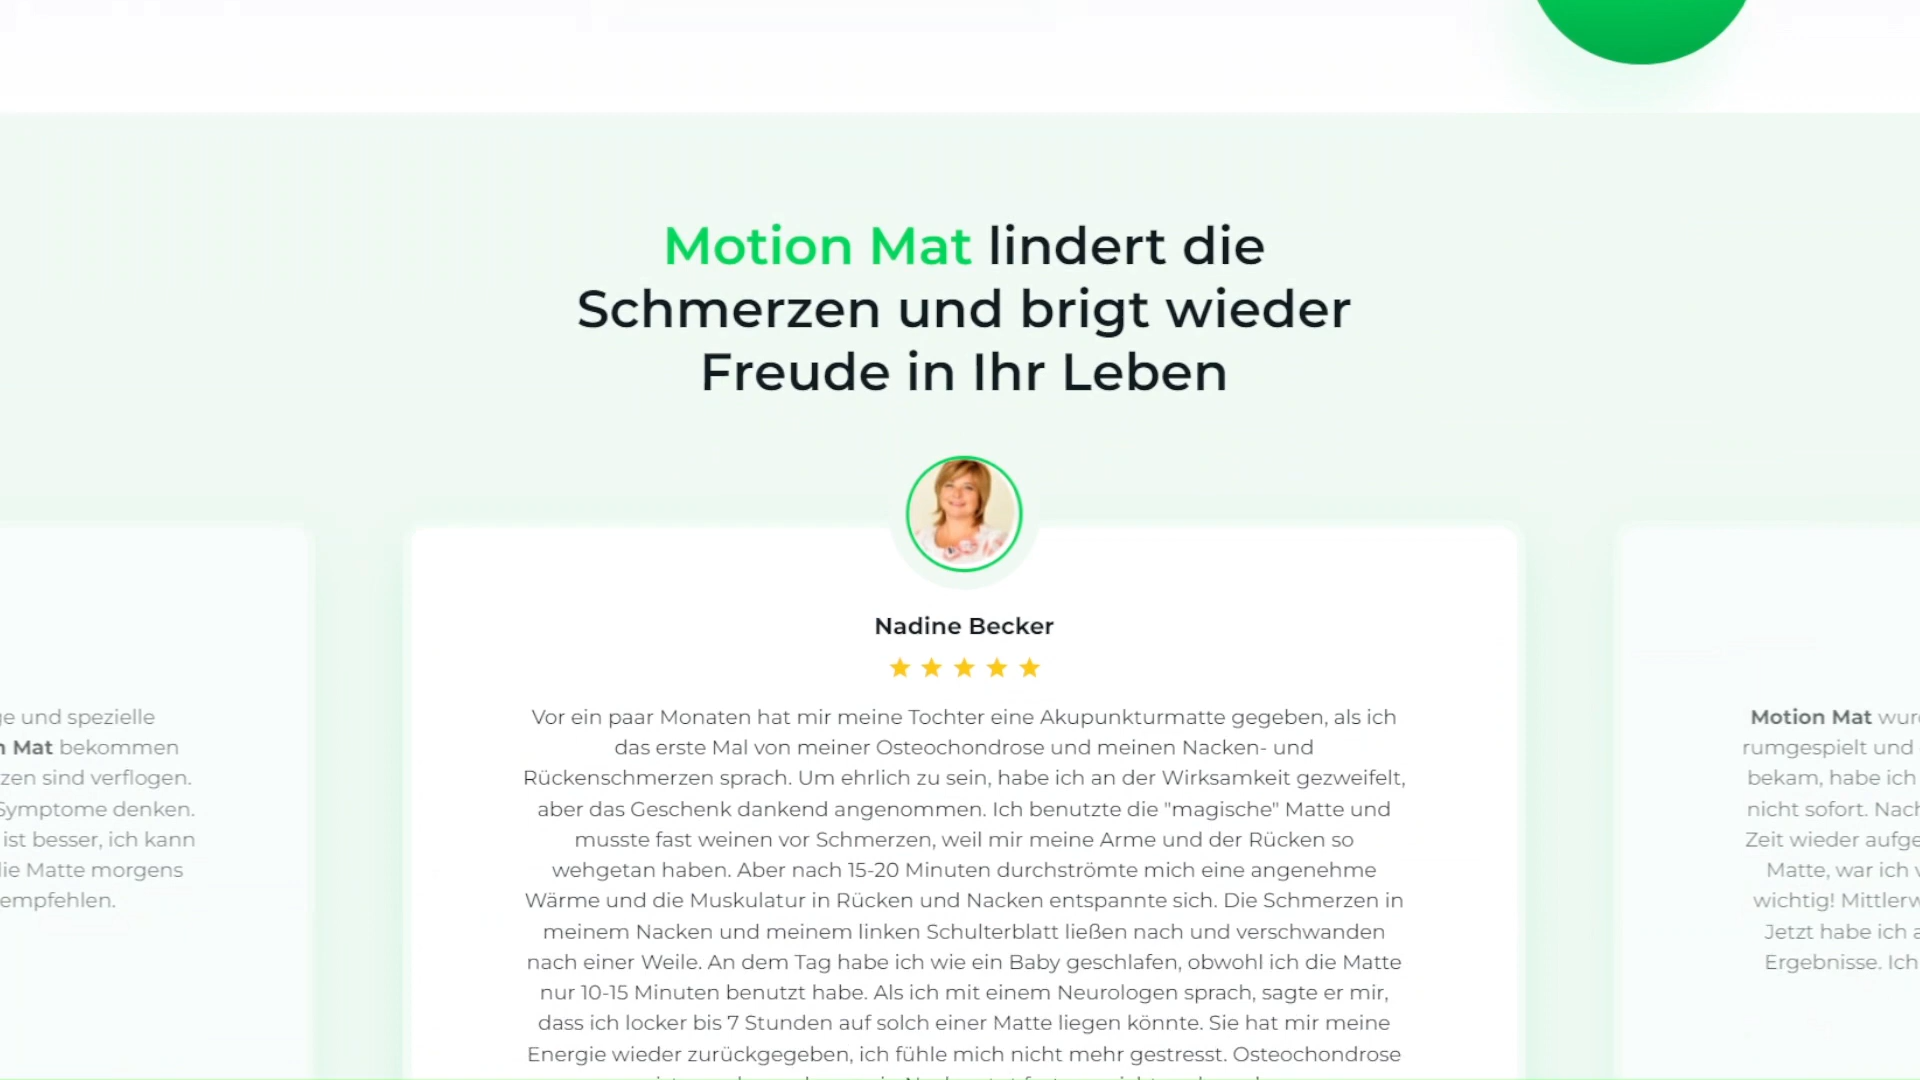 Motion Mat lindert die
Schmerzen und brigt wieder
Freude in Ihr Leben
Nadine Becker
Vor ein paar Monaten hat mir meine Tochter eine Akupunkturmatte gegeben, als ich
das erste Mal von meiner Osteochondrose und meinen Nacken- und
Rückenschmerzen sprach. Um ehrlich zu sein, habe ich an der Wirksamkeit gezweifelt,
aber das Geschenk dankend angenommen. Ich benutzte die "magische" Matte und
musste fast weinen vor Schmerzen, weil mir meine Arme und der Rücken so
wehgetan haben. Aber nach 15-20 Minuten durchströmte mich eine angenehme
Wärme und die Muskulatur in Rücken und Nacken entspannte sich. Die Schmerzen in
meinem Nacken und meinem linken Schulterblatt ließen nach und verschwanden
nach einer Weile. An dem Tag habe ich wie ein Baby geschlafen, obwohl ich die Matte
nur 10-15 Minuten benutzt habe. Als ich mit einem Neurologen sprach, sagte er mir,
dass ich locker bis 7 Stunden auf solch einer Matte liegen könnte. Sie hat mir meine
Energie wieder zurückgegeben, ich fühle mich nicht mehr gestresst. Osteochondrose
und spezielle
Mat bekommen
sind verflogen.
Symptome denken.
ist besser, ich kann
die Matte morgens
empfehlen.
Motion Mat
rumgespielt und
bekam, habe ich
nicht sofort.
Zeit wieder
Matte, war ich
wichtig!
Jetzt habe ich
Ergebnisse. Ich